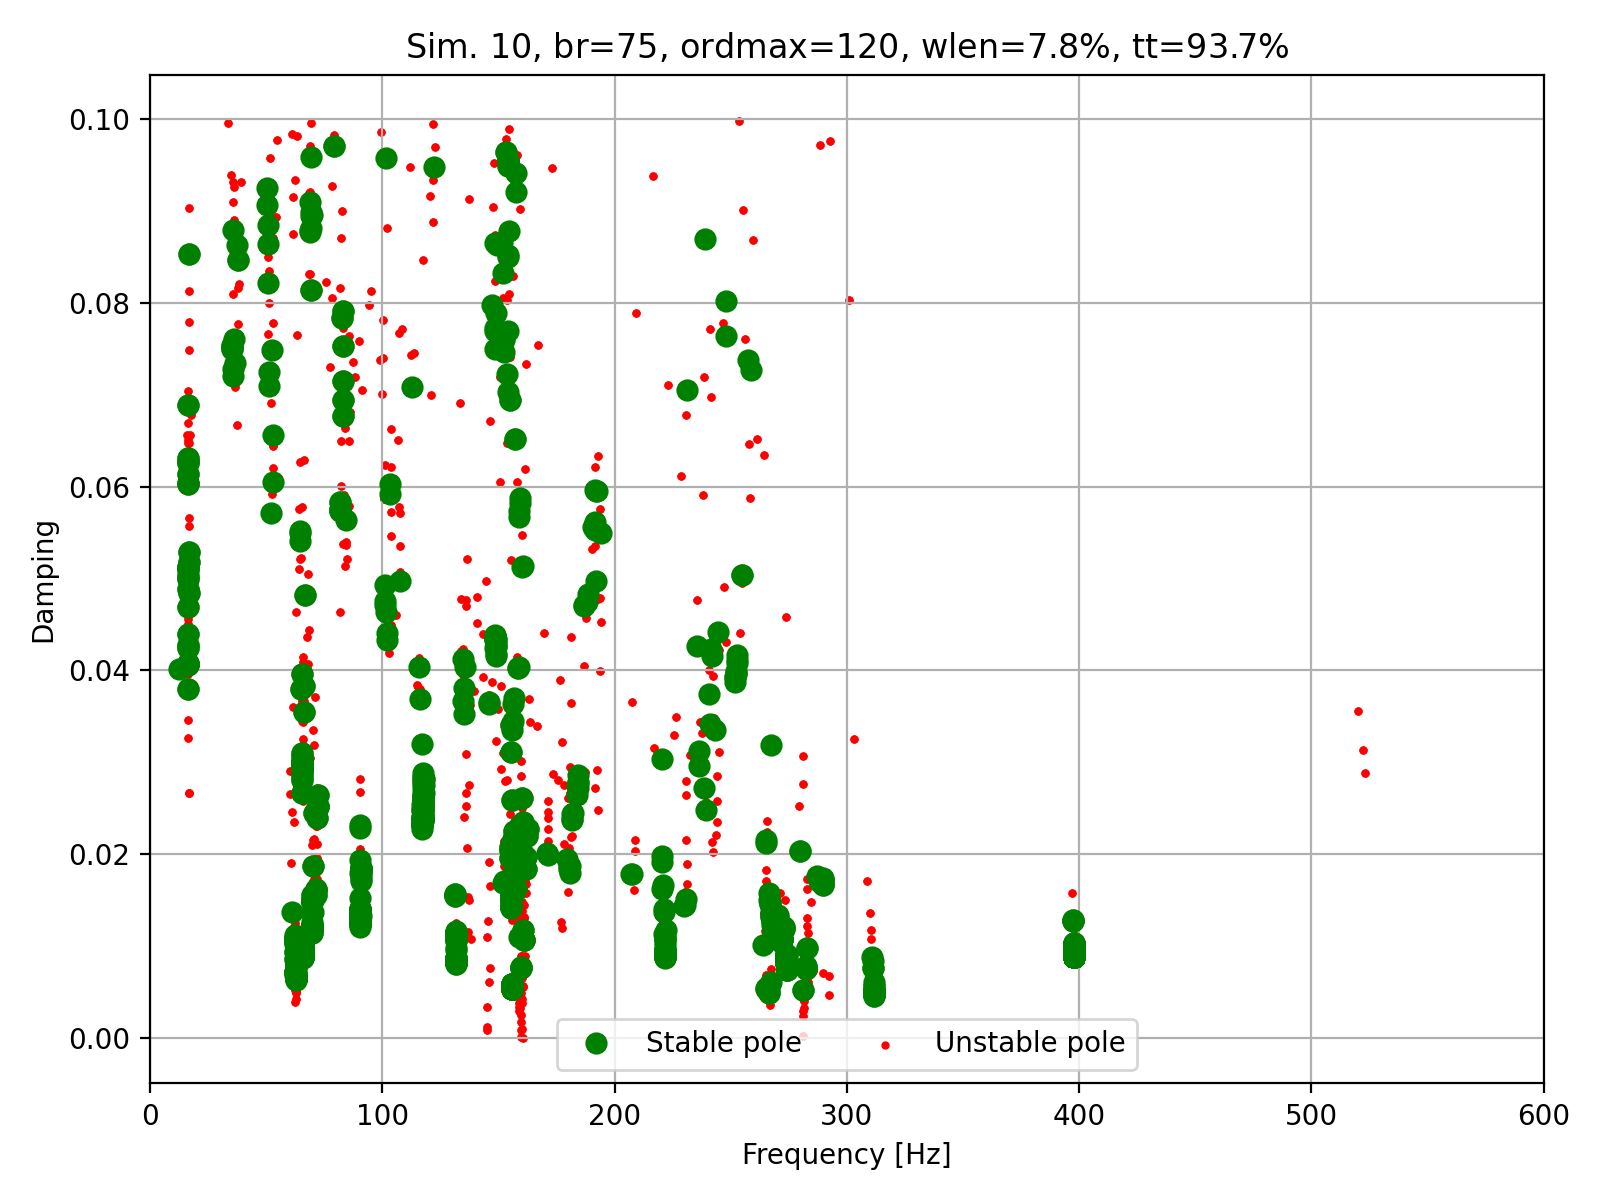 Sim. 10, br=75, ordmax=120, wlen=7.8%, tt=93.7%
0.10
0.08
0.06
0.04
0.02
0.00
Damping
Stable pole
Unstable pole
0
100
200
300
400
500
600
Frequency [Hz]